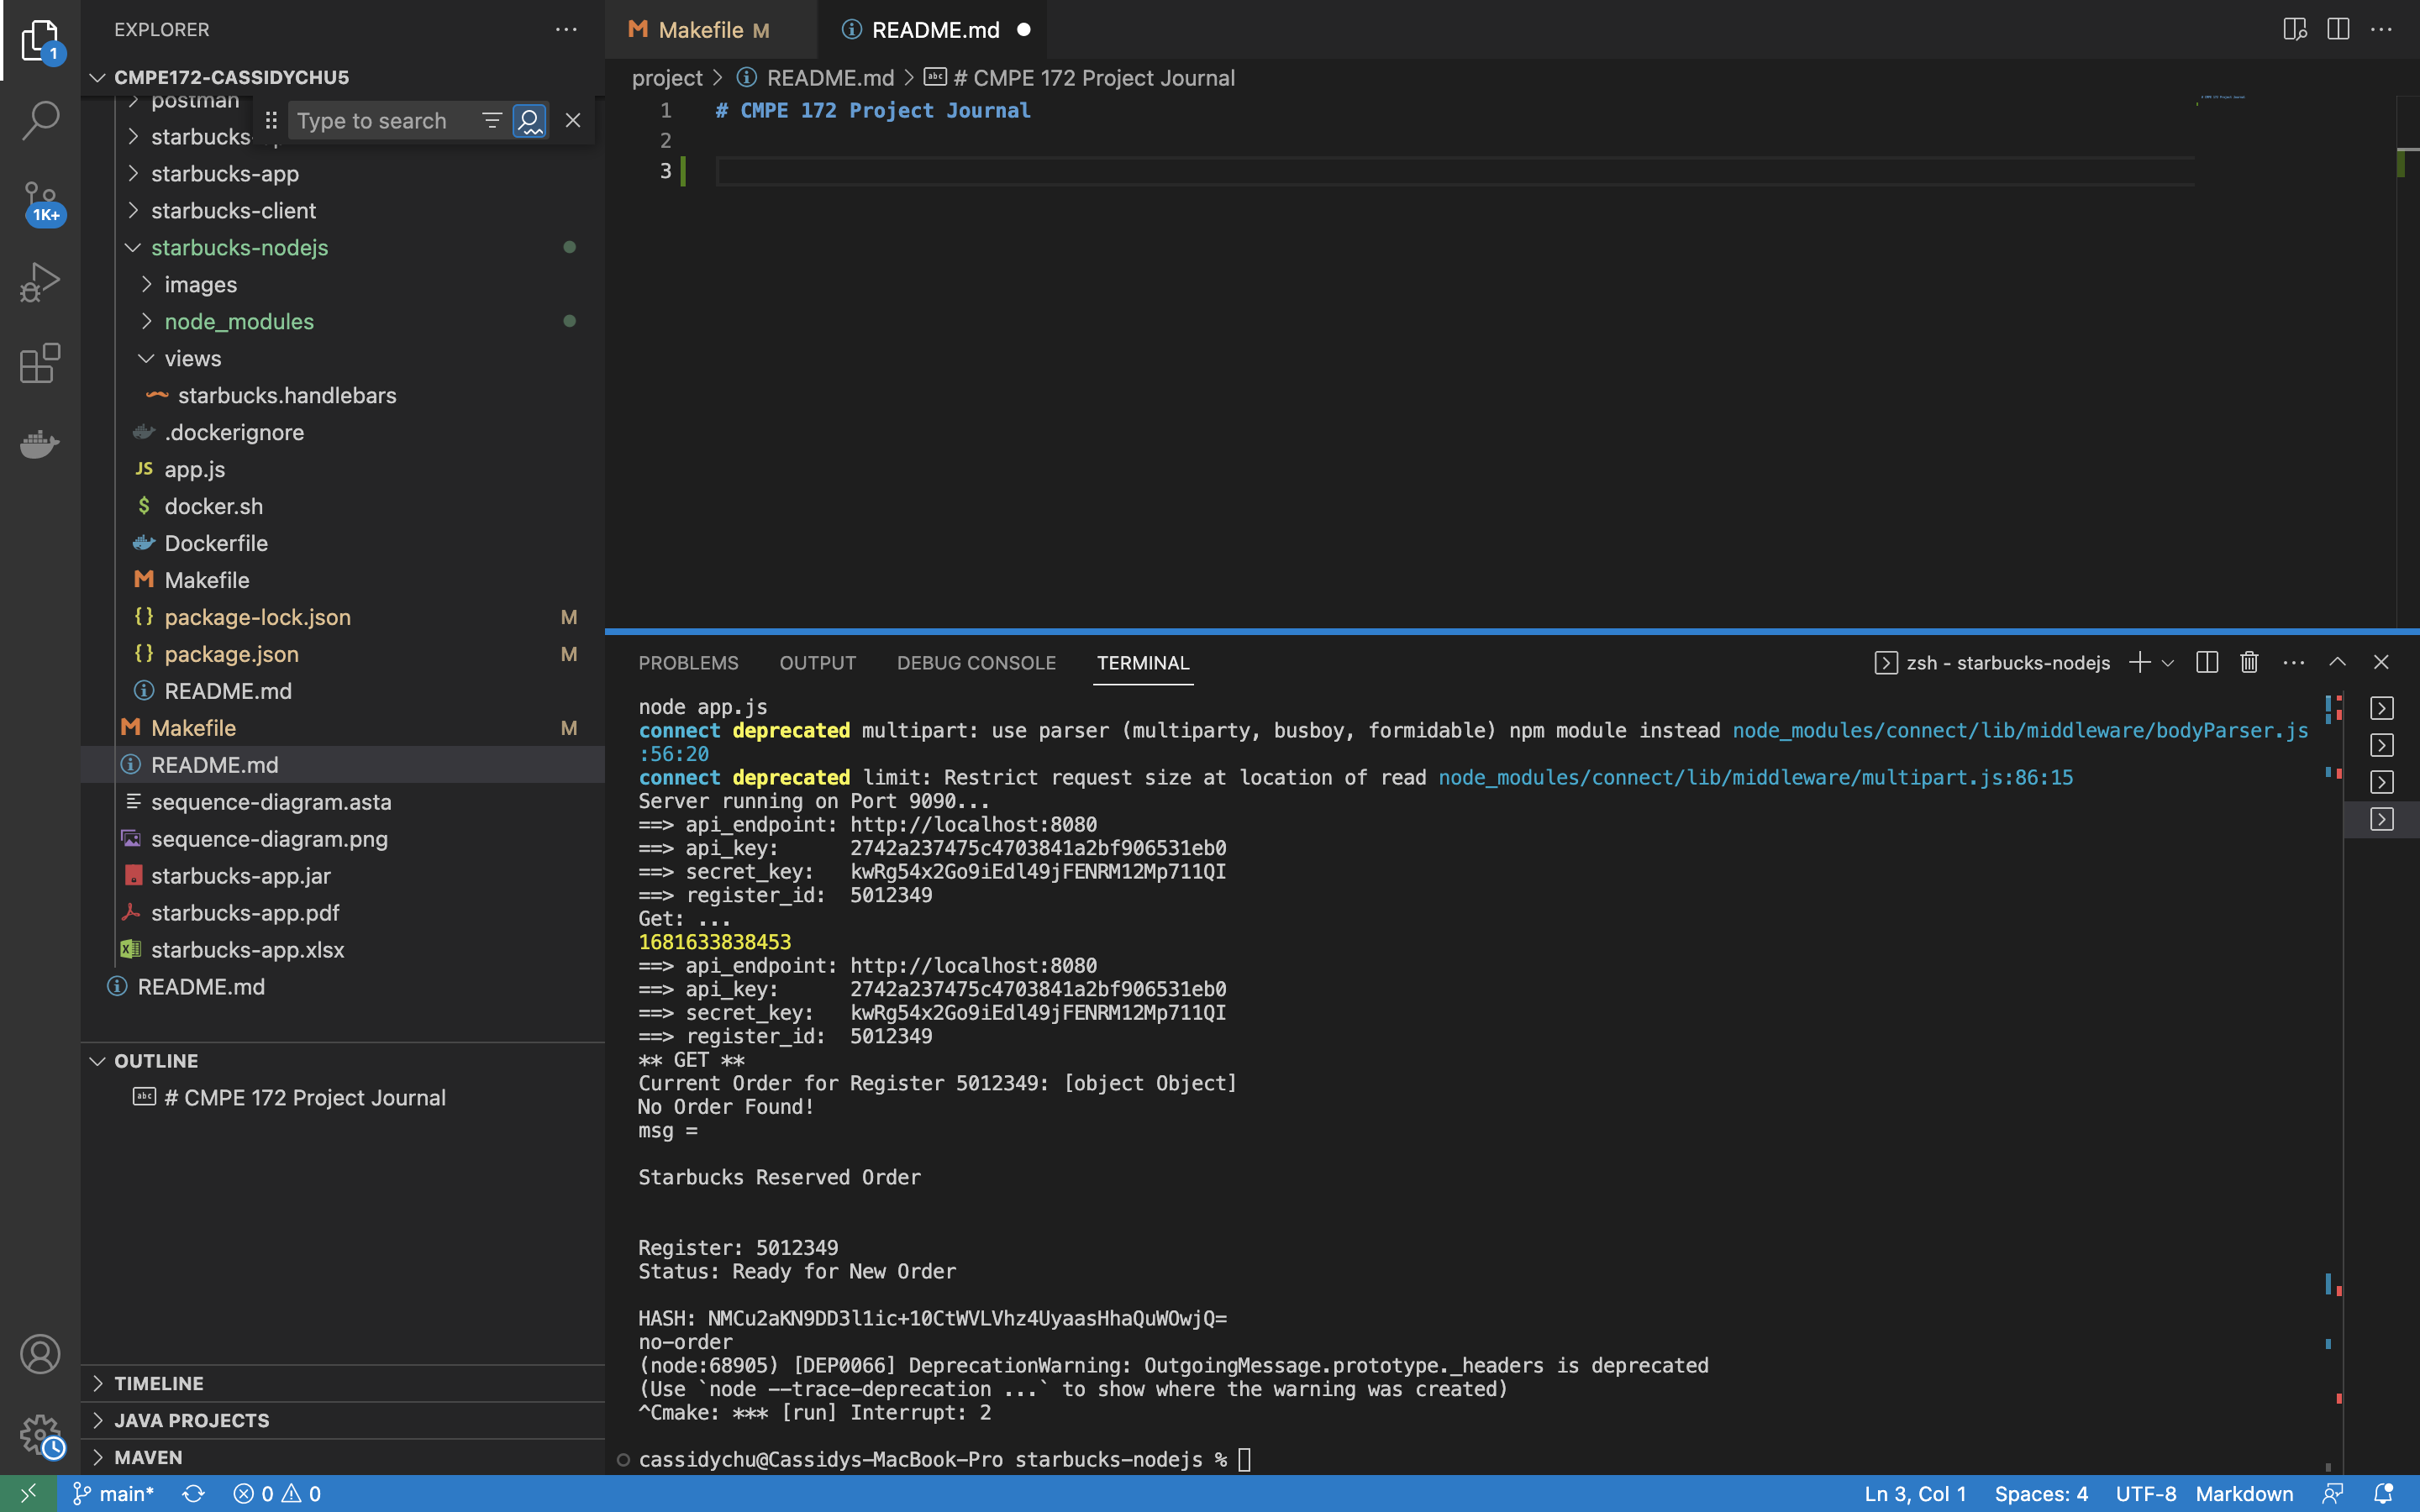 EXPLORER
Makefile M
README.md
1
CMPE172-CASSIDYCHU5
project > README.md > # CMPE 172 Project Journal
postman
Type to search
1 # CMPE 172 Project Journal
starbucks-
2
starbucks-app
3
starbucks-client
1K+
starbucks-nodejs
images
node_modules
views
starbucks.handlebars
.dockerignore
JS app.js
$ docker.sh
Dockerfile
Makefile
{} package-lock.json M
{} package.json M
README.md
Makefile M
README.md
sequence-diagram.asta
sequence-diagram.png
starbucks-app.jar
starbucks-app.pdf
starbucks-app.xlsx
README.md
OUTLINE
# CMPE 172 Project Journal
TIMELINE
JAVA PROJECTS
MAVEN
PROBLEMS OUTPUT DEBUG CONSOLE TERMINAL
zsh - starbucks-nodejs
node app.js
connect deprecated multipart: use parser (multiparty, busboy, formidable) npm module instead node_modules/connect/lib/middleware/bodyParser.js
:56:20
connect deprecated limit: Restrict request size at location of read node_modules/connect/lib/middleware/multipart.js:86:15
Server running on Port 9090...
==> api_endpoint: http://localhost:8080
==> api_key: 2742a237475c4703841a2bf906531eb0
==> secret_key: kwRg54x2Go9iEdl49jFENRM12Mp711QI
==> register_id: 5012349
Get: ...
1681633838453
==> api_endpoint: http://localhost:8080
==> api_key: 2742a237475c4703841a2bf906531eb0
==> secret_key: kwRg54x2Go9iEdl49jFENRM12Mp711QI
==> register_id: 5012349
** GET **
Current Order for Register 5012349: [object Object]
No Order Found!
msg =
Starbucks Reserved Order
Register: 5012349
Status: Ready for New Order
HASH: NMCu2aKN9DD3l1ic+10CtWVLVhz4UyaasHhaQuWOwjQ=
no-order
(node:68905) [DEP0066] DeprecationWarning: OutgoingMessage.prototype._headers is deprecated
(Use `node --trace-deprecation ...` to show where the warning was created)
^Cmake: *** [run] Interrupt: 2
cassidychu@Cassidys-MacBook-Pro starbucks-nodejs %
main* 0 0
Ln 3, Col 1 Spaces: 4 UTF-8 Markdown